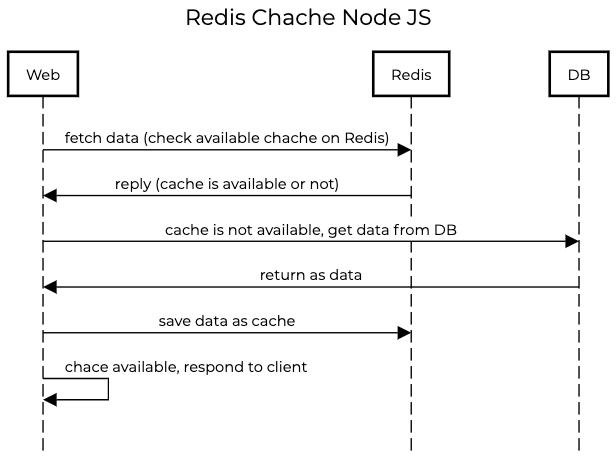 Redis Chache Node JS
Web
Redis
DB
fetch data (check available chache on Redis)
reply (cache is available or not)
cache is not available, get data from DB
return as data
save data as cache
chace available, respond to client